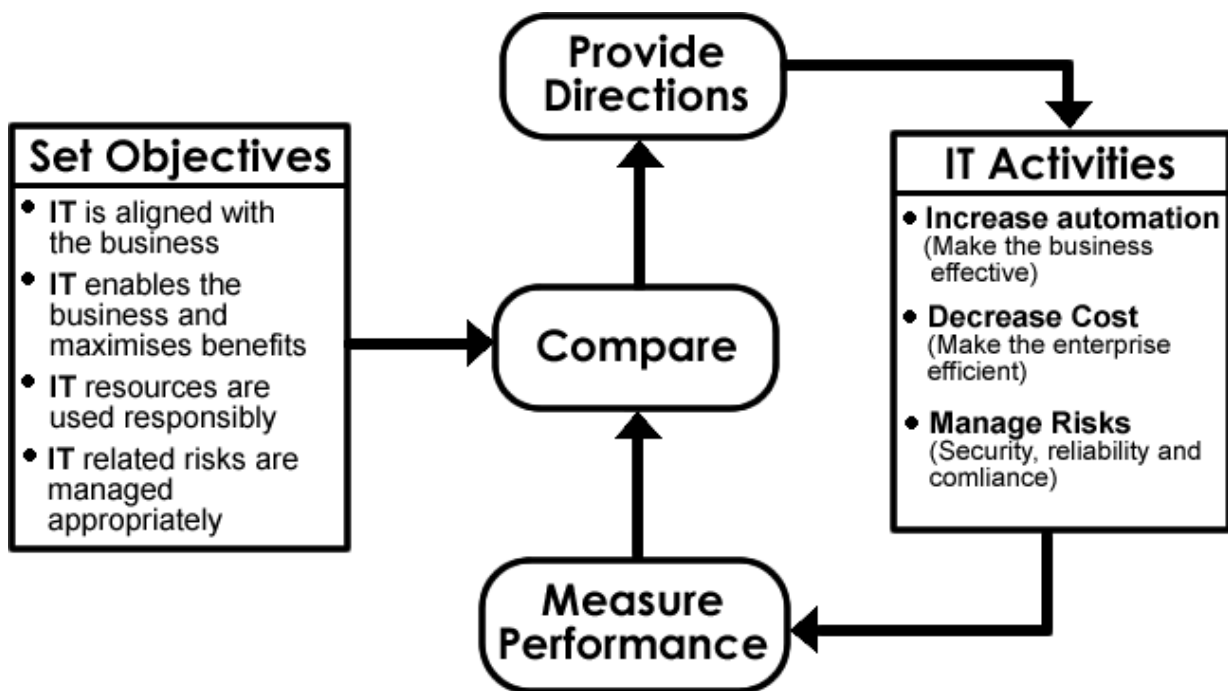 Provide
Directions
Set Objectives
• IT is aligned with
the business
• IT enables the
business and
maximises benefits
• IT resources are
used responsibly
• IT related risks are
managed
appropriately
Compare
IT Activities
• Increase automation
(Make the business
effective)
• Decrease Cost
(Make the enterprise
efficient)
• Manage Risks
(Security, reliability and
comliance)
Measure
Performance